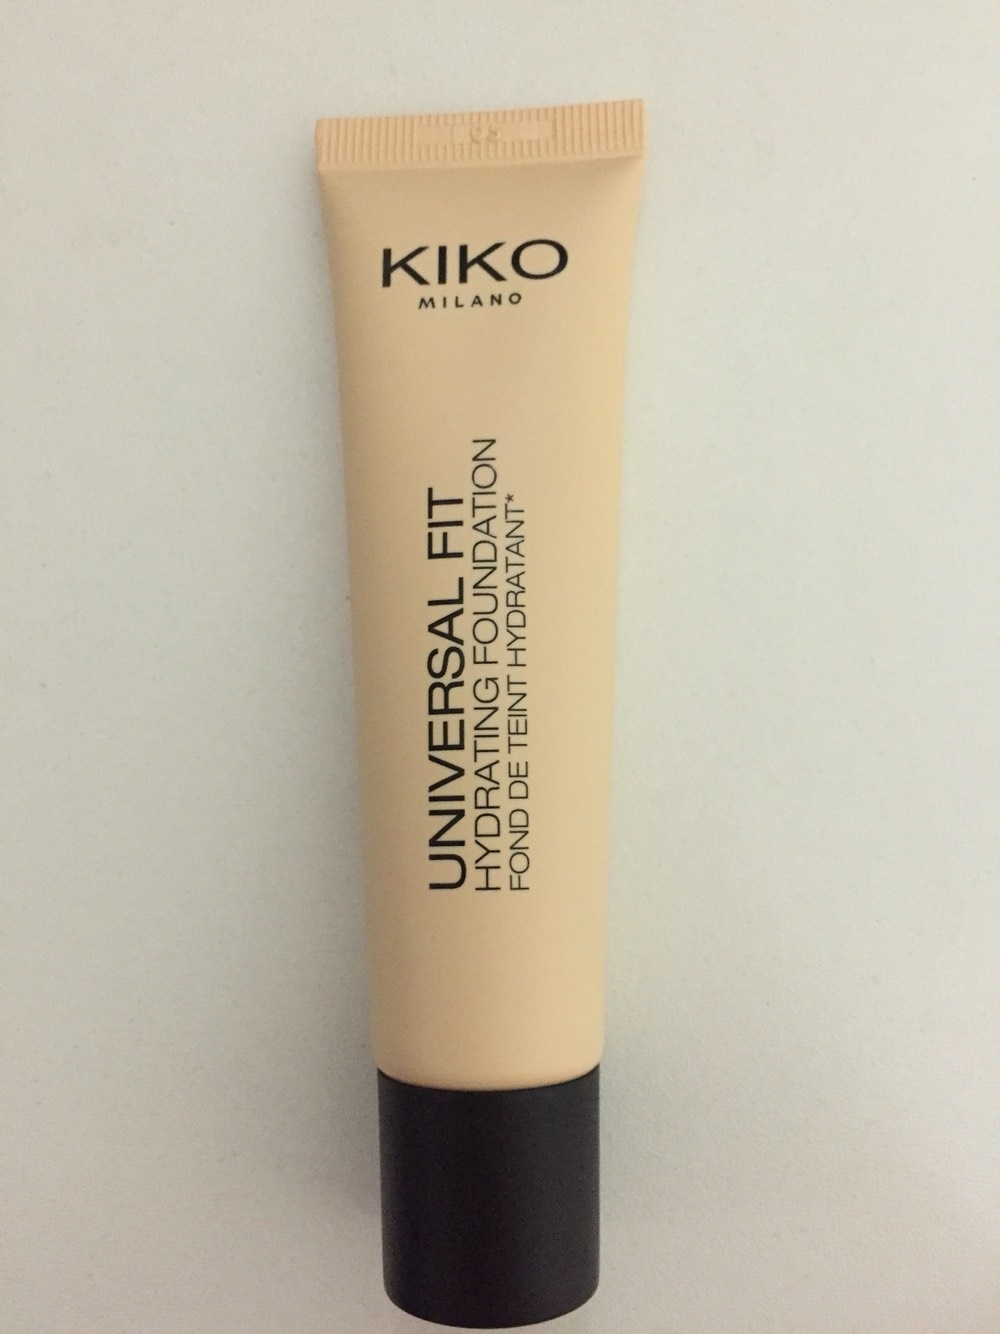 KIKO
MILANO
UNIVERSAL FIT
HYDRATING FOUNDATION
FOND DE TEINT HYDRATANT*